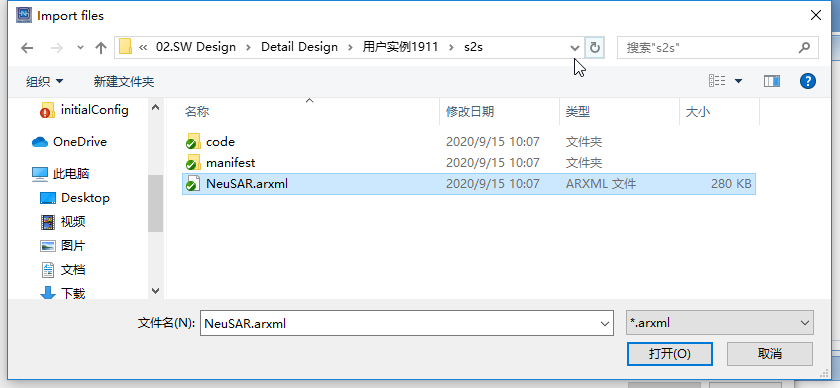 Import files
« 02.SW Design > Detail Design > 用户实例1911 > s2s
搜索"s2s"
组织 新建文件夹
initialConfig
OneDrive
此电脑
Desktop
视频
图片
文档
下载
名称 修改日期 类型 大小
code 2020/9/15 10:07 文件夹
manifest 2020/9/15 10:07 文件夹
NeuSAR.arxml 2020/9/15 10:07 ARXML 文件 280 KB
文件名(N): NeuSAR.arxml *.arxml
打开(O) 取消